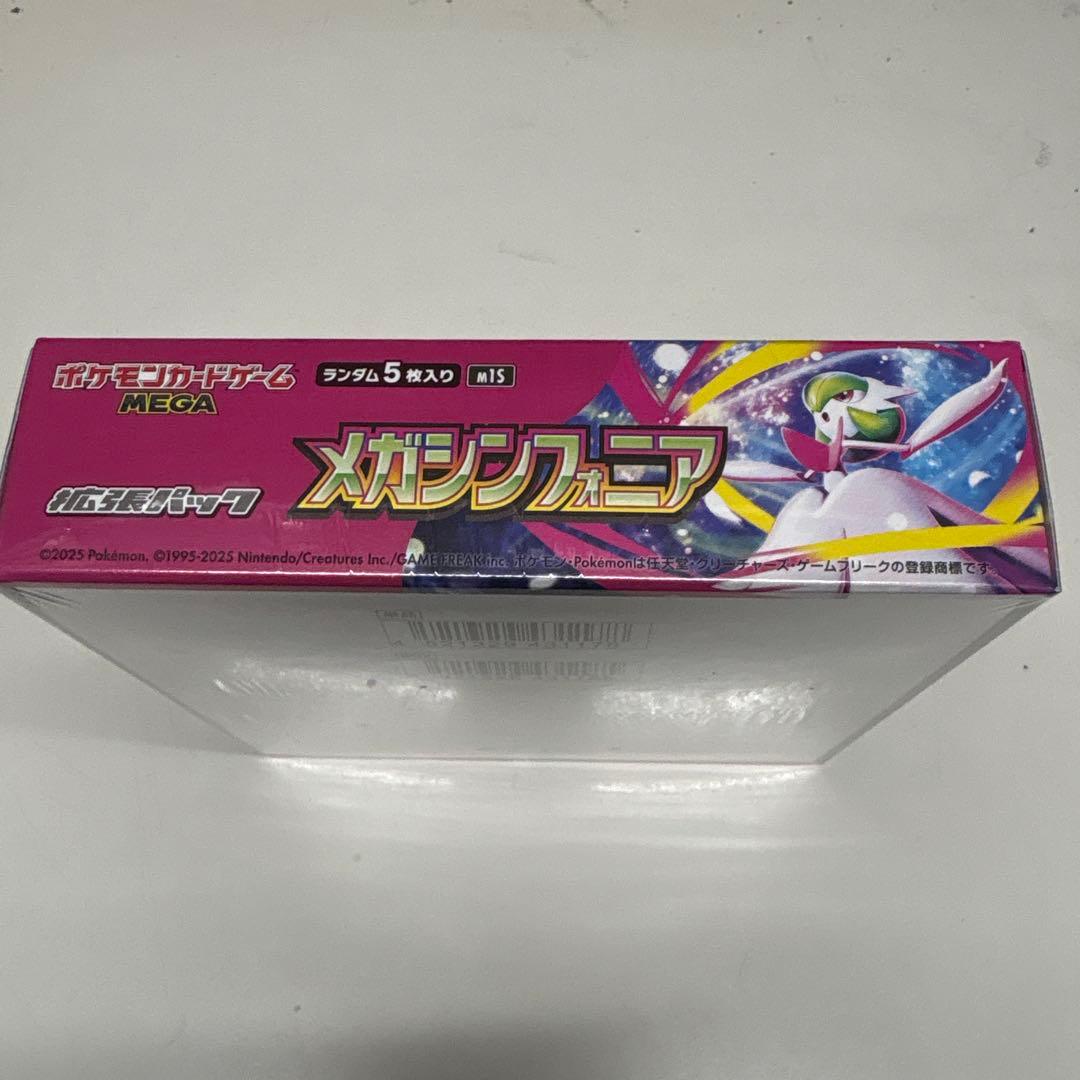 ポケモンカードゲーム
MEGA
ランダム5枚入り M1S
メガシンフォニア
拡張パック
©2025 Pokémon. ©1995-2025 Nintendo/Creatures Inc./GAME FREAK inc. ポケモン・Pokémonは任天堂・クリーチャーズ・ゲームフリークの登録商標です。